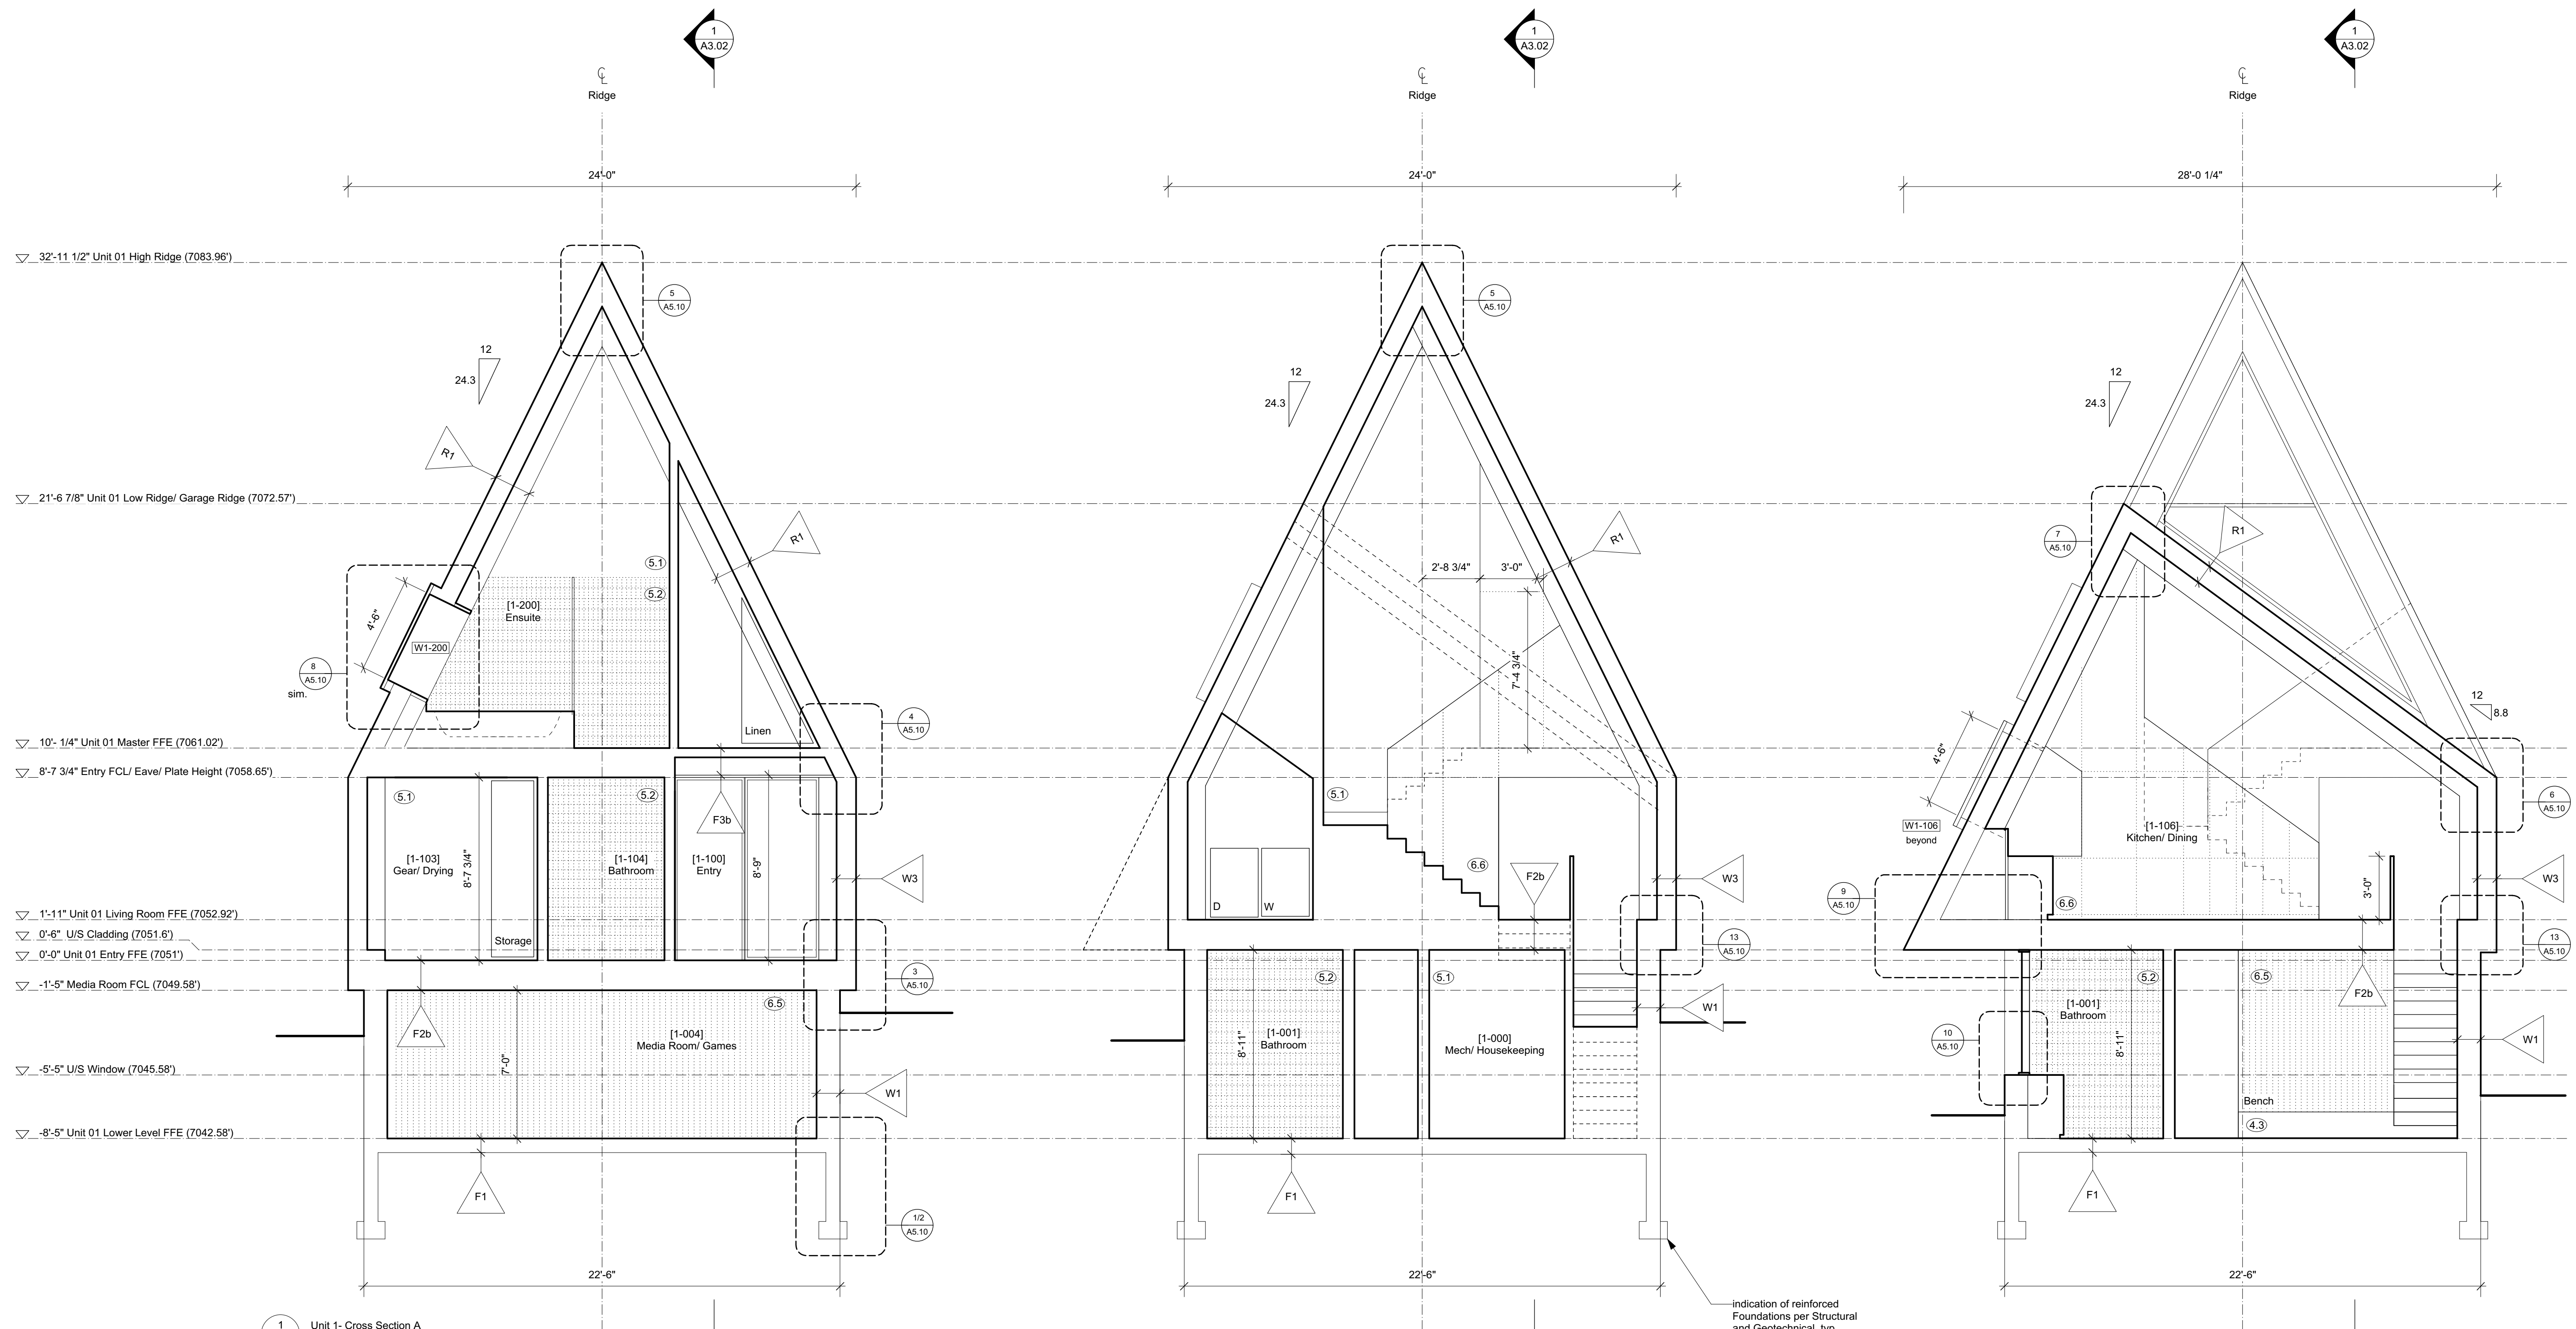 1
A3.02
1
A3.02
1
A3.02
Ridge
Ridge
Ridge
24'-0"
24'-0"
28'-0 1/4"
32'-11 1/2" Unit 01 High Ridge (7083.96')
5
A5.10
5
A5.10
12
24.3
12
24.3
12
24.3
R1
21'-6 7/8" Unit 01 Low Ridge/ Garage Ridge (7072.57')
R1
R1
R1
7
A5.10
5.1
5.2
2'-8 3/4"
3'-0"
[1-200]
Ensuite
4'-6"
W1-200
8
A5.10
sim.
7'-4 3/4"
12
8.8
Linen
4
A5.10
10'- 1/4" Unit 01 Master FFE (7061.02')
4'-6"
8'-7 3/4" Entry FCL/ Eave/ Plate Height (7058.65')
5.1
5.2
5.1
6
A5.10
F3b
W1-106
beyond
[1-106]
Kitchen/ Dining
[1-103]
Gear/ Drying
8'-7 3/4"
[1-104]
Bathroom
[1-100]
Entry
8'-9"
W3
6.6
F2b
W3
3'-0"
W3
9
A5.10
D
W
6.6
1'-11" Unit 01 Living Room FFE (7052.92')
0'-6" U/S Cladding (7051.6')
Storage
13
A5.10
13
A5.10
0'-0" Unit 01 Entry FFE (7051')
3
A5.10
5.2
5.1
5.2
6.5
-1'-5" Media Room FCL (7049.58')
6.5
F2b
W1
F2b
[1-004]
Media Room/ Games
7'-0"
8'-11"
[1-001]
Bathroom
[1-000]
Mech/ Housekeeping
[1-001]
Bathroom
8'-11"
10
A5.10
W1
-5'-5" U/S Window (7045.58')
W1
Bench
4.3
-8'-5" Unit 01 Lower Level FFE (7042.58')
F1
F1
F1
1/2
A5.10
22'-6"
22'-6"
22'-6"
indication of reinforced
Foundations per Structural
and Geotechnical, typ.
1
Unit 1- Cross Section A